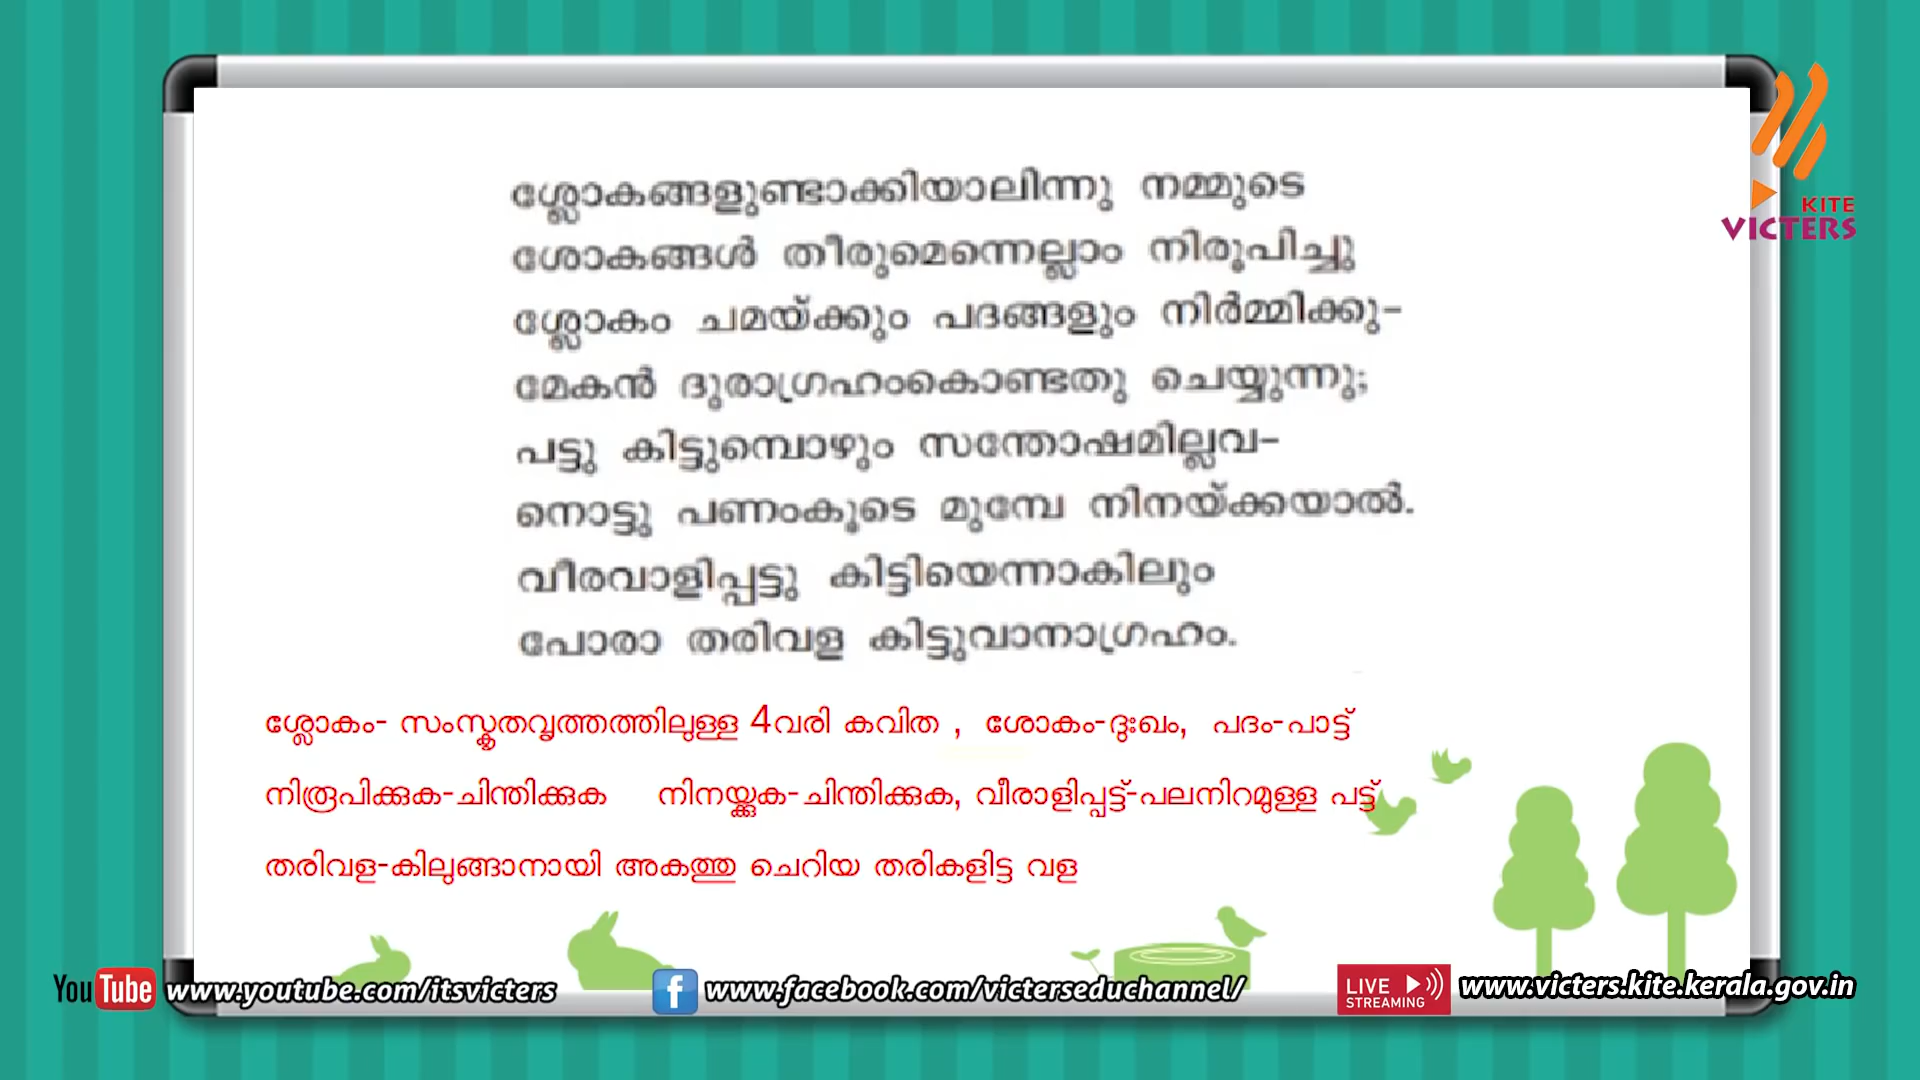 KITE
VICTERS
ശ്ലോകങ്ങളുണ്ടാക്കിയാലിന്നു നമ്മുടെ
ശോകങ്ങൾ തീരുമെന്നെല്ലാം നിരൂപിച്ചു
ശ്ലോകം ചമയ്ക്കും പദങ്ങളും നിർമ്മിക്കു-
മേകൻ ദുരാഗ്രഹംകൊണ്ടതു ചെയ്യുന്നു;
പട്ടു കിട്ടുമ്പൊഴും സന്തോഷമില്ലവ-
നൊട്ടു പണംകൂടെ മുമ്പേ നിനയ്ക്കയാൽ.
വീരവാളിപ്പട്ടു കിട്ടിയെന്നാകിലും
പോരാ തരിവള കിട്ടുവാനാഗ്രഹം.
ശ്ലോകം- സംസ്കൃതവൃത്തത്തിലുള്ള 4വരി കവിത , ശോകം-ദുഃഖം, പദം-പാട്ട്
നിരൂപിക്കുക-ചിന്തിക്കുക നിനയ്ക്കുക-ചിന്തിക്കുക, വീരാളിപ്പട്ട്-പലനിറമുള്ള പട്ട്
തരിവള-കിലുങ്ങാനായി അകത്തു ചെറിയ തരികളിട്ട വള
YouTube www.youtube.com/itsvicters f www.facebook.com/victerseduchannel/ LIVE STREAMING www.victers.kite.kerala.gov.in